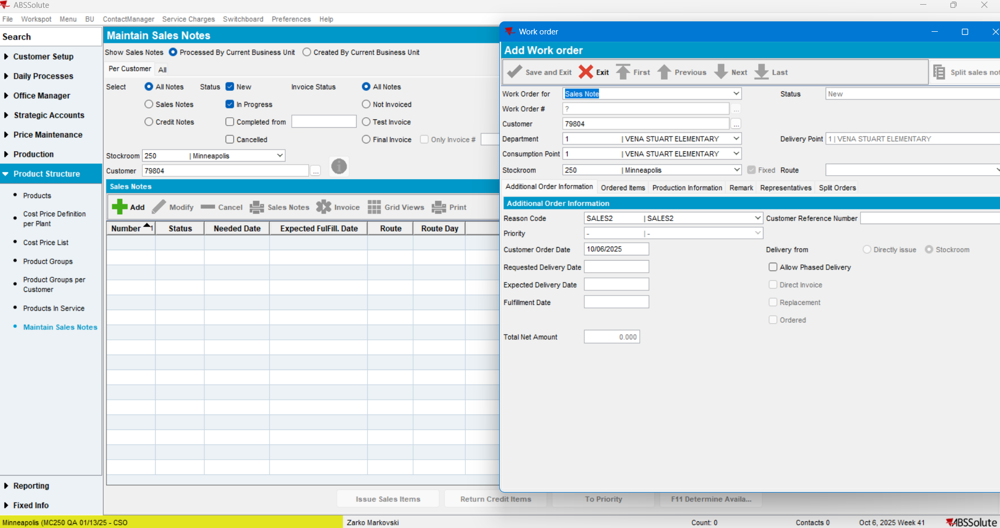 ABSSolute
File Workspot Menu BU ContactManager Service Charges Switchboard Preferences Help
Search
Customer Setup
Daily Processes
Office Manager
Strategic Accounts
Price Maintenance
Production
Product Structure
Products
Cost Price Definition
per Plant
Cost Price List
Product Groups
Product Groups per
Customer
Products In Service
Maintain Sales Notes
Reporting
Fixed Info
Maintain Sales Notes
Show Sales Notes Processed By Current Business Unit Created By Current Business Unit
Per Customer All
Select All Notes Status New Invoice Status All Notes
Sales Notes In Progress Not Invoiced
Credit Notes Completed from Test Invoice
Cancelled Final Invoice Only Invoice #
Stockroom 250 | Minneapolis
Customer 79804 ...
Sales Notes
Add Modify Cancel Sales Notes Invoice Grid Views Print
Number 1 Status Needed Date Expected FulFill. Date Route Route Day
Issue Sales Items Return Credit Items To Priority F11 Determine Availa...
Work order
Add Work order
Save and Exit Exit First Previous Next Last Split sales not
Work Order for Sales Note Status New
Work Order # ? ...
Customer 79804 ...
Department 1 | VENA STUART ELEMENTARY Delivery Point 1 | VENA STUART ELEMENTARY
Consumption Point 1 | VENA STUART ELEMENTARY
Stockroom 250 | Minneapolis Fixed Route
Additional Order Information Ordered Items Production Information Remark Representatives Split Orders
Additional Order Information
Reason Code SALES2 | SALES2 Customer Reference Number
Priority - | -
Customer Order Date 10/06/2025 Delivery from Directly issue Stockroom
Requested Delivery Date Allow Phased Delivery
Expected Delivery Date Direct Invoice
Fulfillment Date Replacement
Ordered
Total Net Amount 0.000
Minneapolis (MC250 QA 01/13/25 - CSO Zarko Markovski Count: 0 Contacts 0 Oct 6, 2025 Week 41 ABSSolute